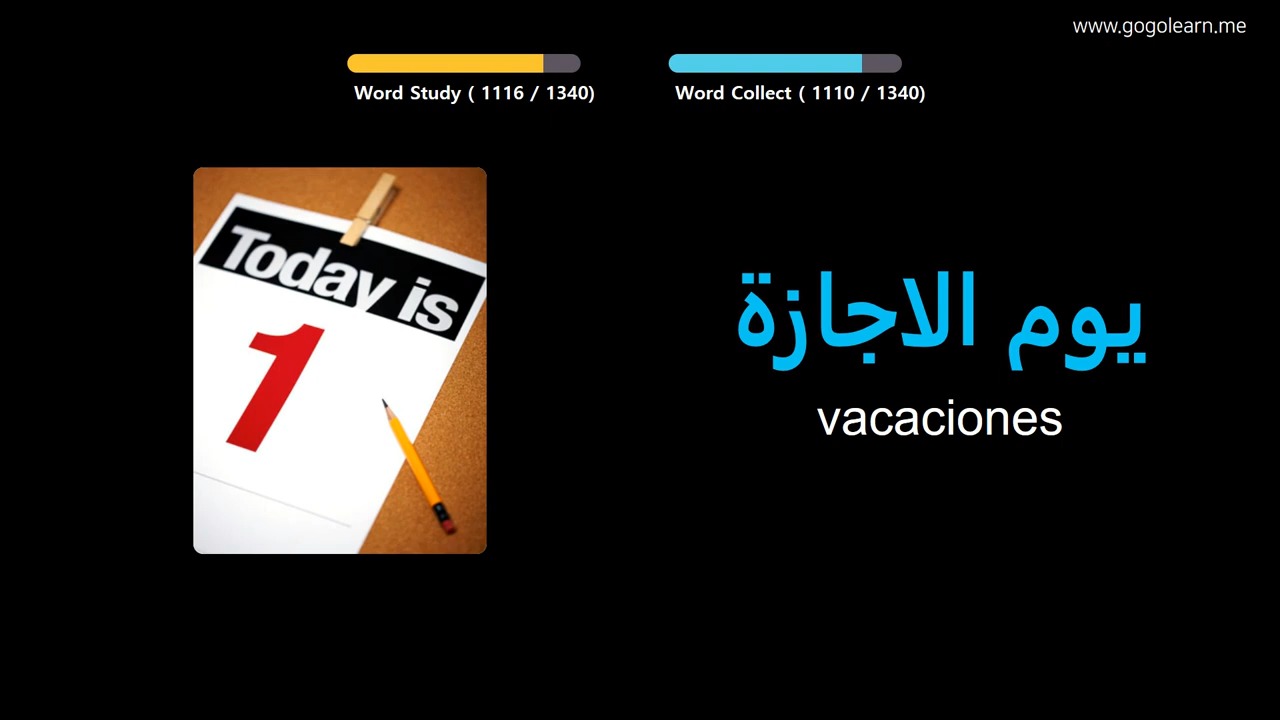 www.gogolearn.me
Word Study ( 1116 / 1340)
Word Collect ( 1110 / 1340)
Today is
1
يوم الاجازة
vacaciones